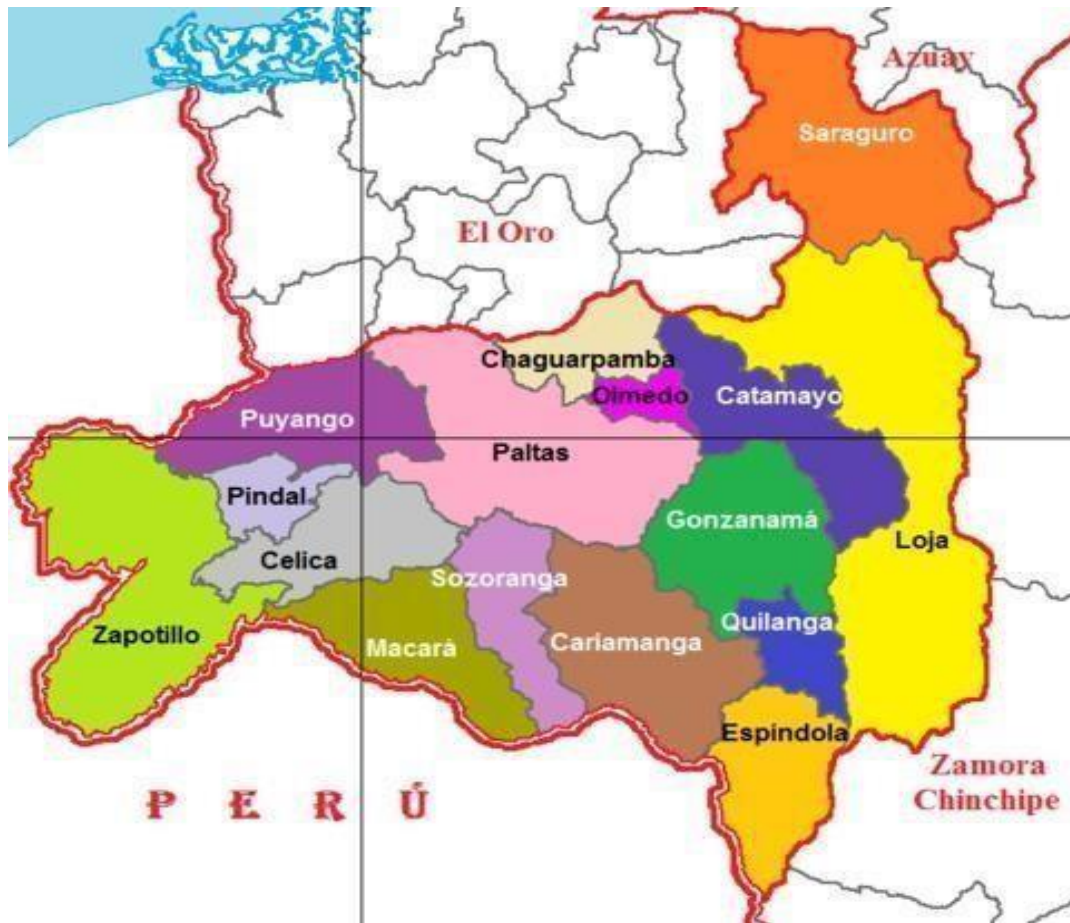 Azuay
Saraguro
El Oro
Chaguarpamba
Olmedo
Catamayo
Puyango
Paltas
Pindal
Gonzanamá
Celica
Loja
Sozoranga
Zapotillo
Macará
Cariamanga
Quilanga
Espindola
Zamora
Chinchipe
PERÚ